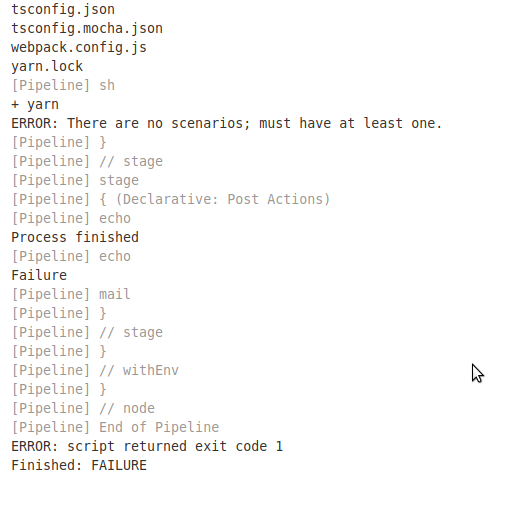 tsconfig.json
tsconfig.mocha.json
webpack.config.js
yarn.lock
[Pipeline] sh
+ yarn
ERROR: There are no scenarios; must have at least one.
[Pipeline] }
[Pipeline] // stage
[Pipeline] stage
[Pipeline] { (Declarative: Post Actions)
[Pipeline] echo
Process finished
[Pipeline] echo
Failure
[Pipeline] mail
[Pipeline] }
[Pipeline] // stage
[Pipeline] }
[Pipeline] // withEnv
[Pipeline] }
[Pipeline] // node
[Pipeline] End of Pipeline
ERROR: script returned exit code 1
Finished: FAILURE